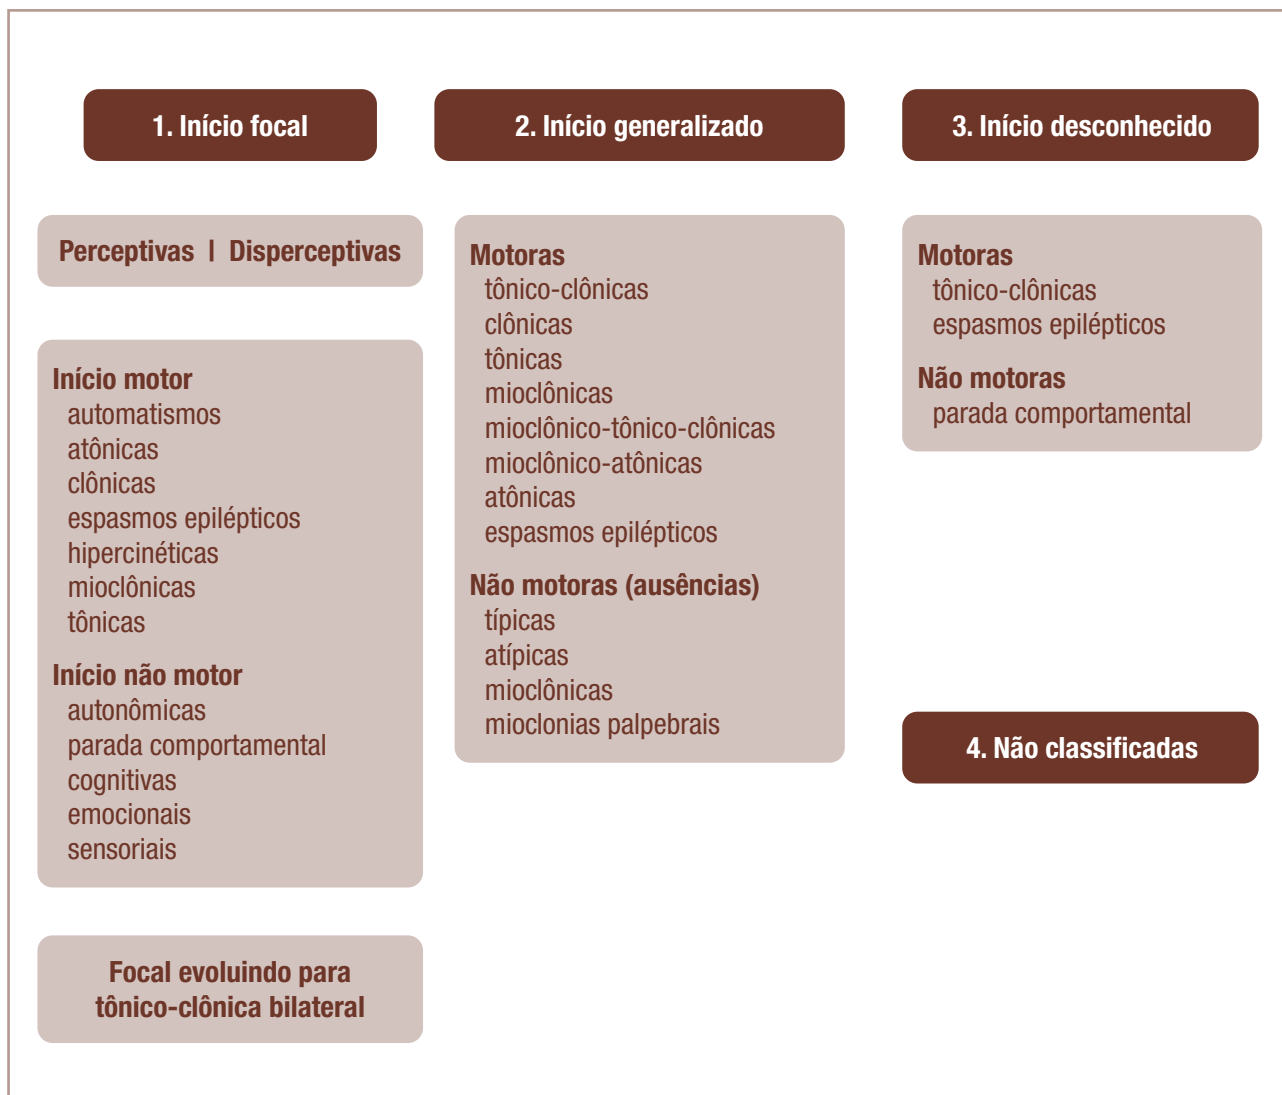 1. Início focal
Perceptivas | Disperceptivas
Início motor
automatismos
atônicas
clônicas
espasmos epilépticos
hipercinéticas
mioclônicas
tônicas
Início não motor
autonômicas
parada comportamental
cognitivas
emocionais
sensoriais
Focal evoluindo para
tônico-clônica bilateral
2. Início generalizado
Motoras
tônico-clônicas
clônicas
tônicas
mioclônicas
mioclônico-tônico-clônicas
mioclônico-atônicas
atônicas
espasmos epilépticos
Não motoras (ausências)
típicas
atípicas
mioclônicas
mioclonias palpebrais
3. Início desconhecido
Motoras
tônico-clônicas
espasmos epilépticos
Não motoras
parada comportamental
4. Não classificadas